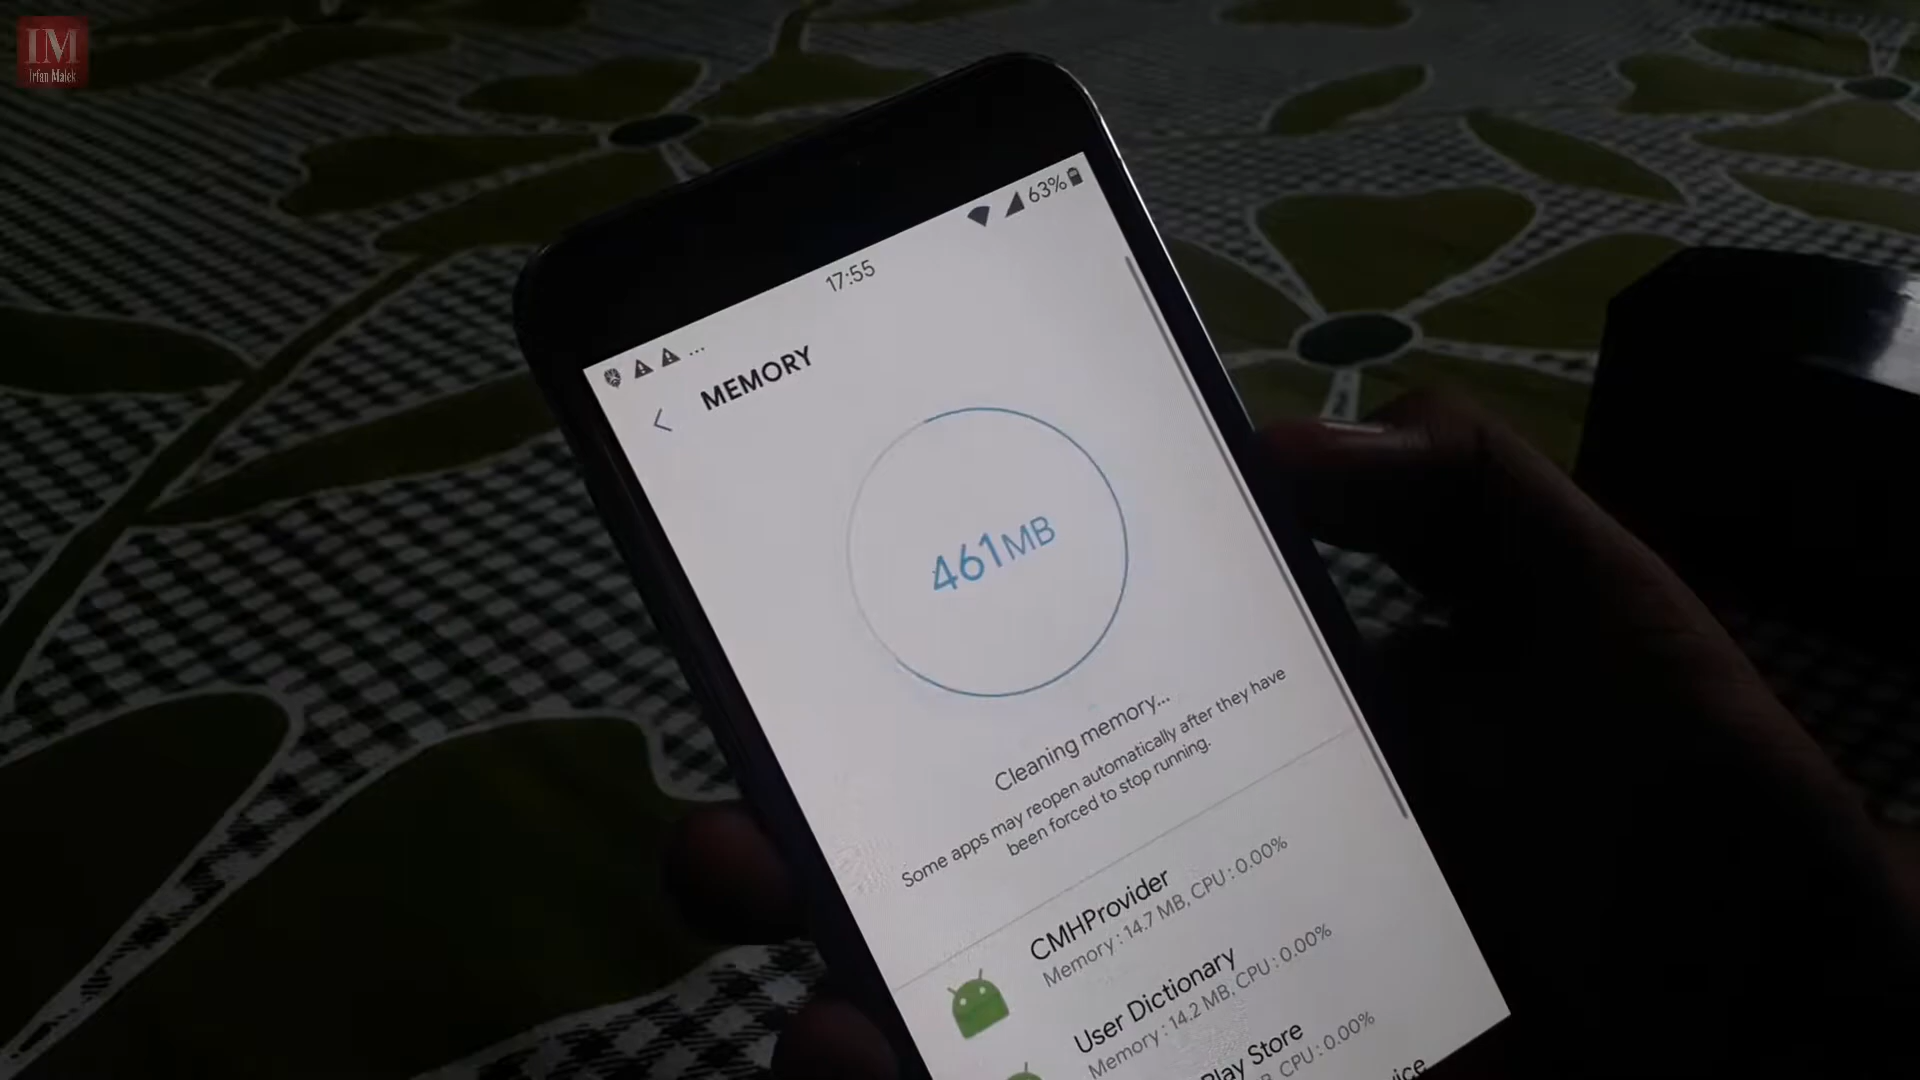 IM
Irfan Malek
63%
17:55
...
MEMORY
461MB
Cleaning memory...
Some apps may reopen automatically after they have
been forced to stop running.
CMHProvider
Memory : 14.7 MB, CPU : 0.00%
User Dictionary
Memory : 14.2 MB, CPU : 0.00%
Play Store
B, CPU : 0.00%